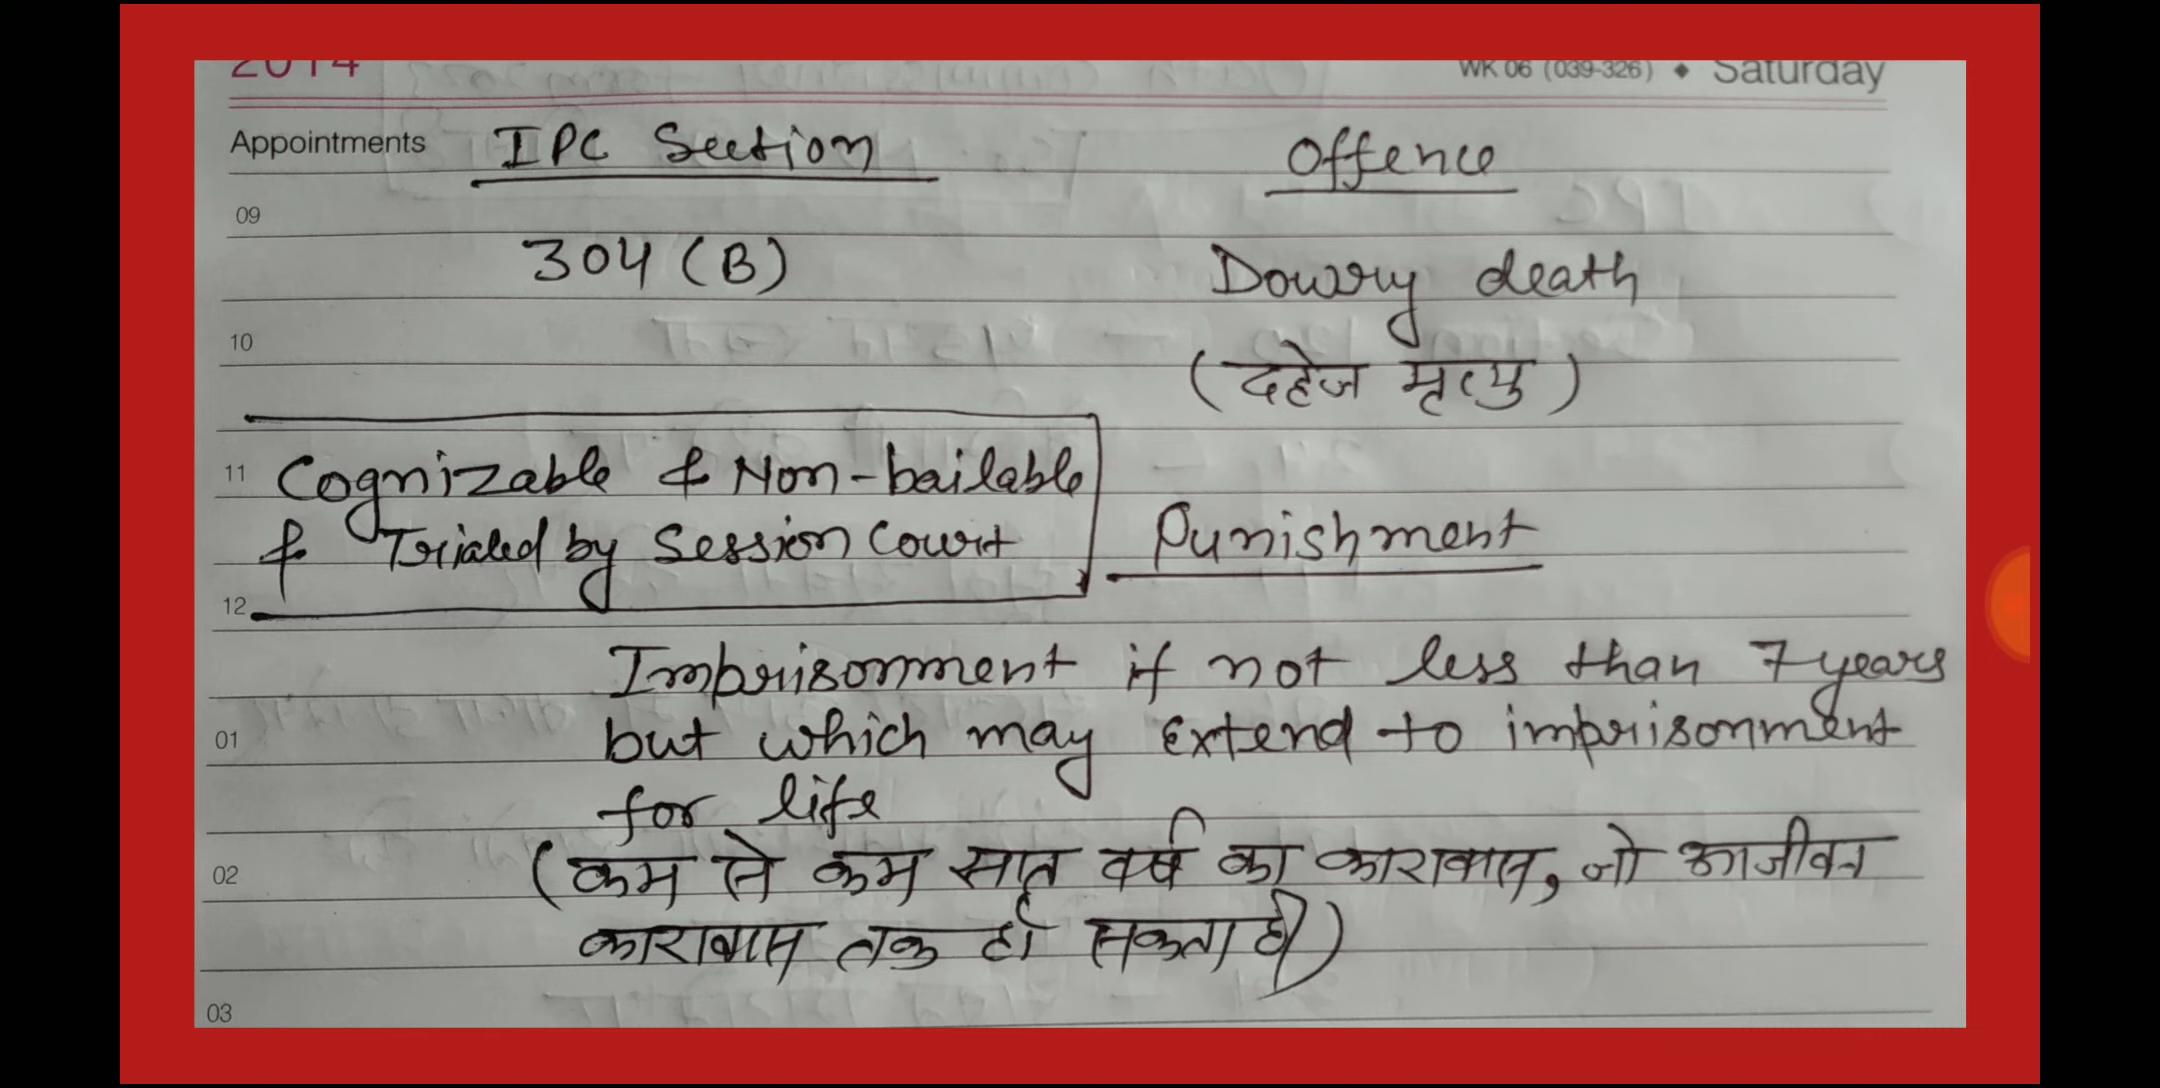 2014
WK 06 (039-326) ♦ Saturday
Appointments
IPC Section
Offence
09
304 (B)
Dowry death
10
(दहेज मृत्यु)
11
Cognizable & Non-bailable
& Trialed by Session Court
Punishment
12
Imprisonment if not less than 7 years
01
but which may extend to imprisonment
for life
02
(कम से कम सात वर्ष का कारावास, जो आजीवन
कारावास तक हो सकता है)
03